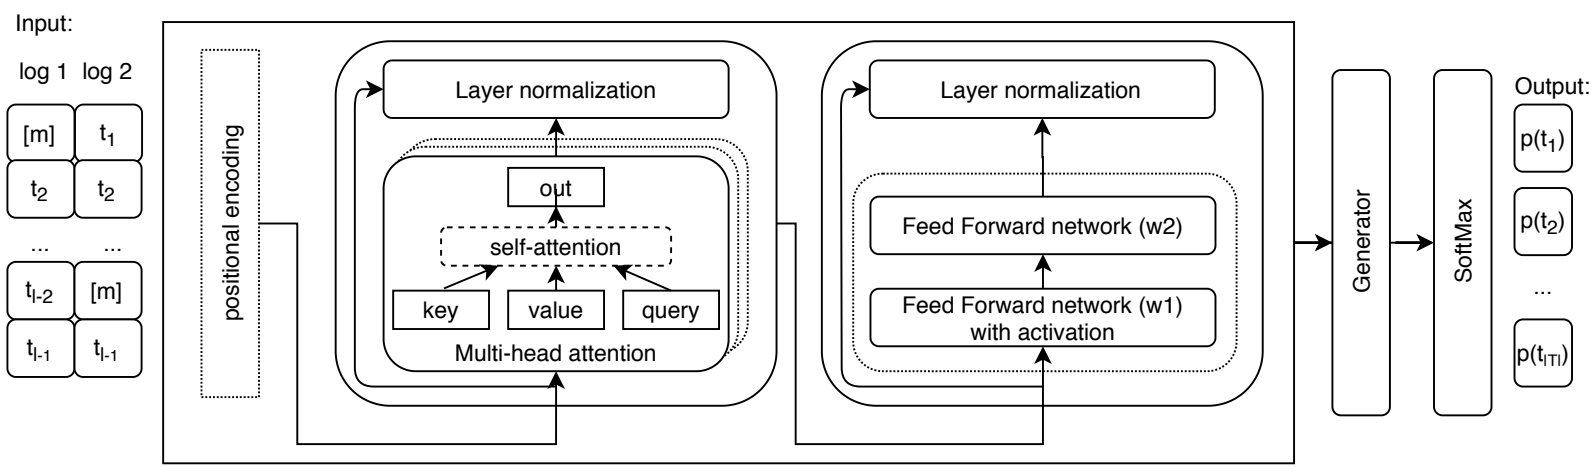 Input:
log 1 log 2
[m] t1
t2 t2
... ...
tl-2 [m]
tl-1 tl-1
positional encoding
Layer normalization
out
self-attention
key value query
Multi-head attention
Layer normalization
Feed Forward network (w2)
Feed Forward network (w1)
with activation
Generator
SoftMax
Output:
p(t1)
p(t2)
...
p(t|T|)